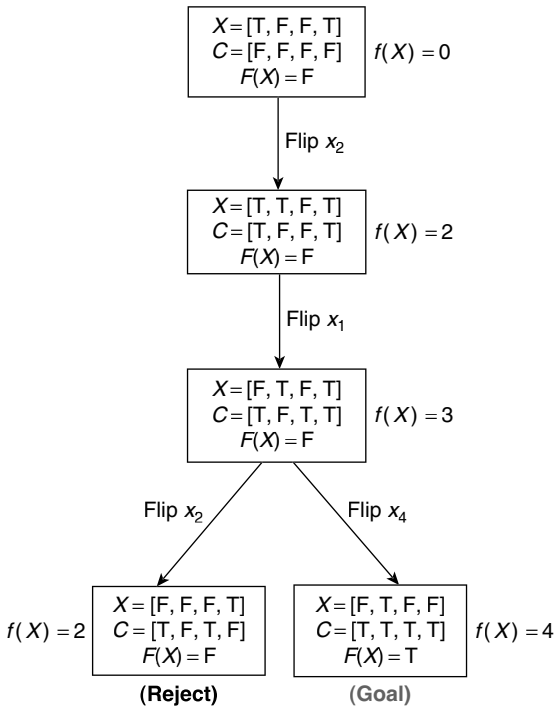 X=[T, F, F, T]
C=[F, F, F, F]
F(X)=F
f(X)=0
Flip x₂
X=[T, T, F, T]
C=[T, F, F, T]
F(X)=F
f(X)=2
Flip x₁
X=[F, T, F, T]
C=[T, F, T, T]
F(X)=F
f(X)=3
Flip x₂
Flip x₄
f(X)=2
X=[F, F, F, T]
C=[T, F, T, F]
F(X)=F
(Reject)
X=[F, T, F, F]
C=[T, T, T, T]
F(X)=T
f(X)=4
(Goal)